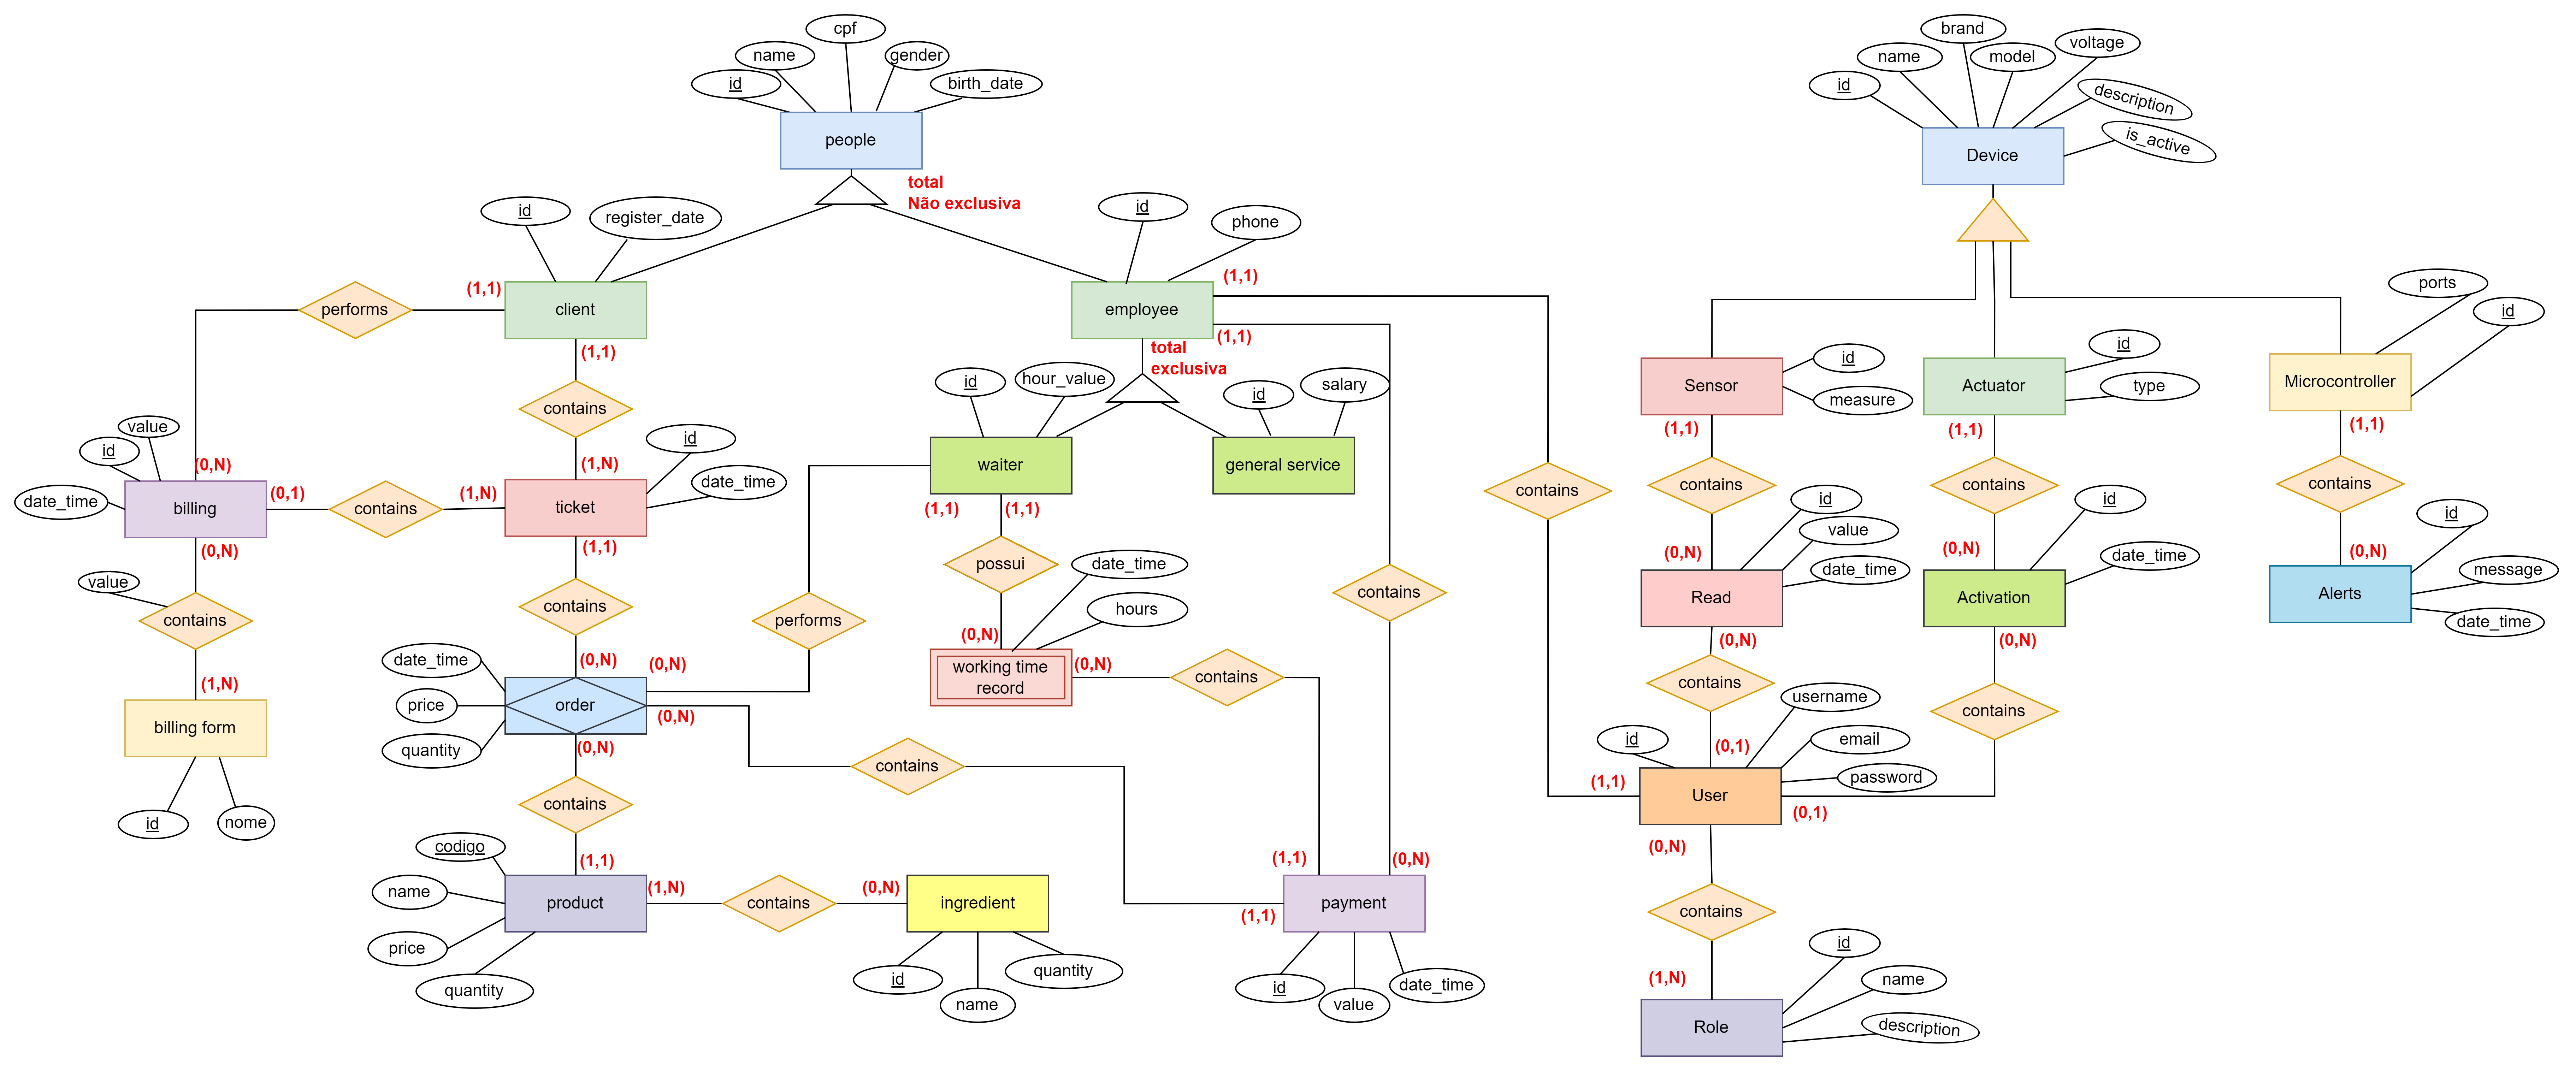 cpf
name
gender
id
birth_date
people
total
Não exclusiva
id
register_date
id
phone
performs
(1,1)
client
(1,1)
employee
(1,1)
(1,1)
contains
total
exclusiva
id
hour_value
id
salary
value
id
date_time
(0,N)
billing
(0,1)
contains
(1,N)
(1,N)
ticket
id
date_time
(1,1)
waiter
general service
(1,1)
(1,1)
(0,N)
value
contains
(1,N)
billing form
id
nome
contains
(0,N)
(0,N)
performs
possui
date_time
hours
(0,N)
working time
record
(0,N)
contains
contains
date_time
price
quantity
order
(0,N)
(0,N)
contains
contains
(1,1)
codigo
name
price
quantity
product
(1,N)
contains
(0,N)
ingredient
id
name
quantity
(1,1)
(0,N)
(1,1)
payment
id
value
date_time
contains
brand
name
model
voltage
id
description
is_active
Device
ports
id
Sensor
id
measure
Actuator
id
type
Microcontroller
(1,1)
(1,1)
(1,1)
contains
contains
contains
id
value
date_time
id
date_time
id
message
date_time
(0,N)
(0,N)
(0,N)
Read
Activation
Alerts
(0,N)
(0,N)
contains
contains
username
id
email
password
(0,1)
(1,1)
User
(0,1)
(0,N)
contains
(1,N)
id
name
description
Role